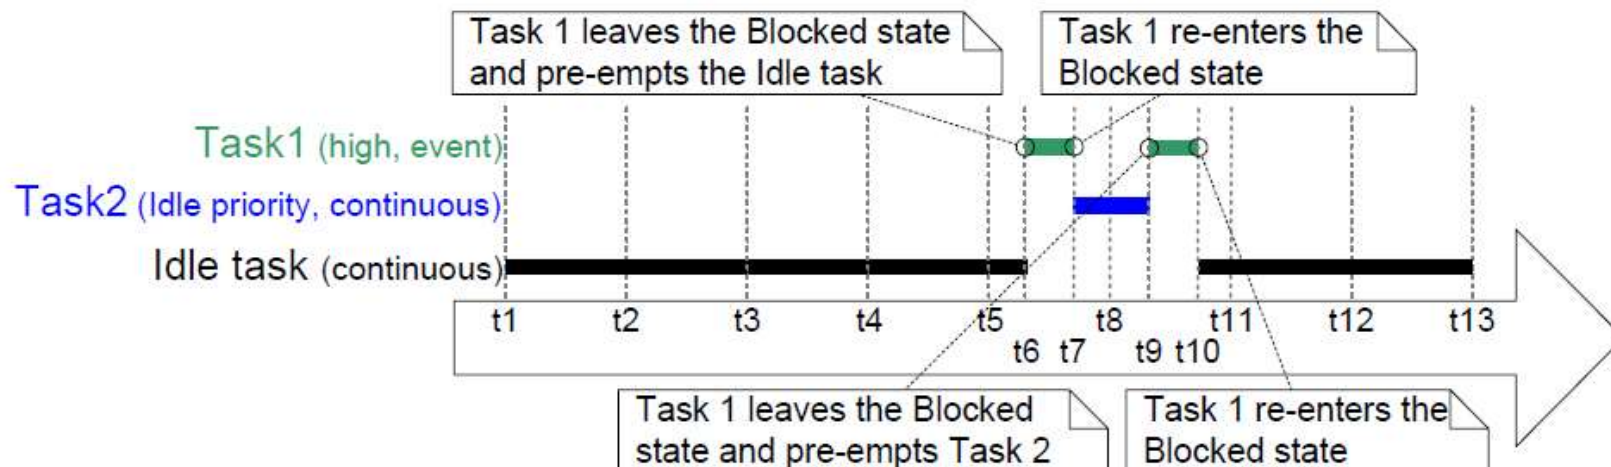 Task 1 leaves the Blocked state
and pre-empts the Idle task
Task 1 re-enters the
Blocked state
Task1 (high, event)
Task2 (Idle priority, continuous)
Idle task (continuous)
t1 t2 t3 t4 t5 t8 t11 t12 t13
t6 t7 t9 t10
Task 1 leaves the Blocked
state and pre-empts Task 2
Task 1 re-enters the
Blocked state